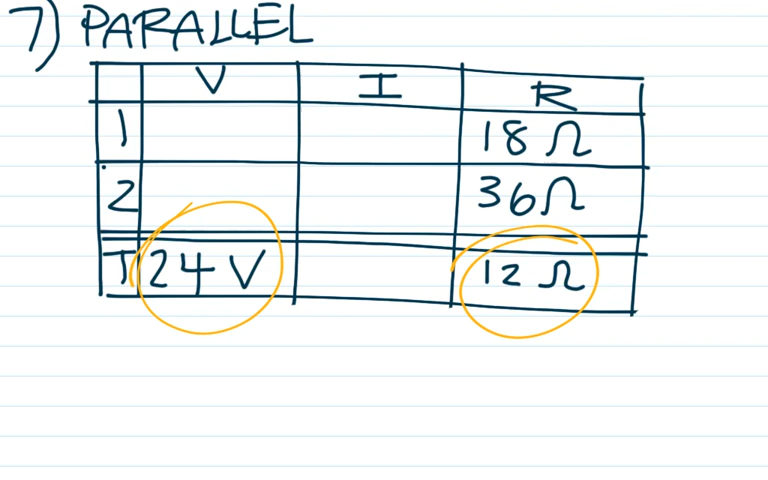 7) PARALLEL
V I R
1 18 Ω
2 36 Ω
T 24 V 12 Ω